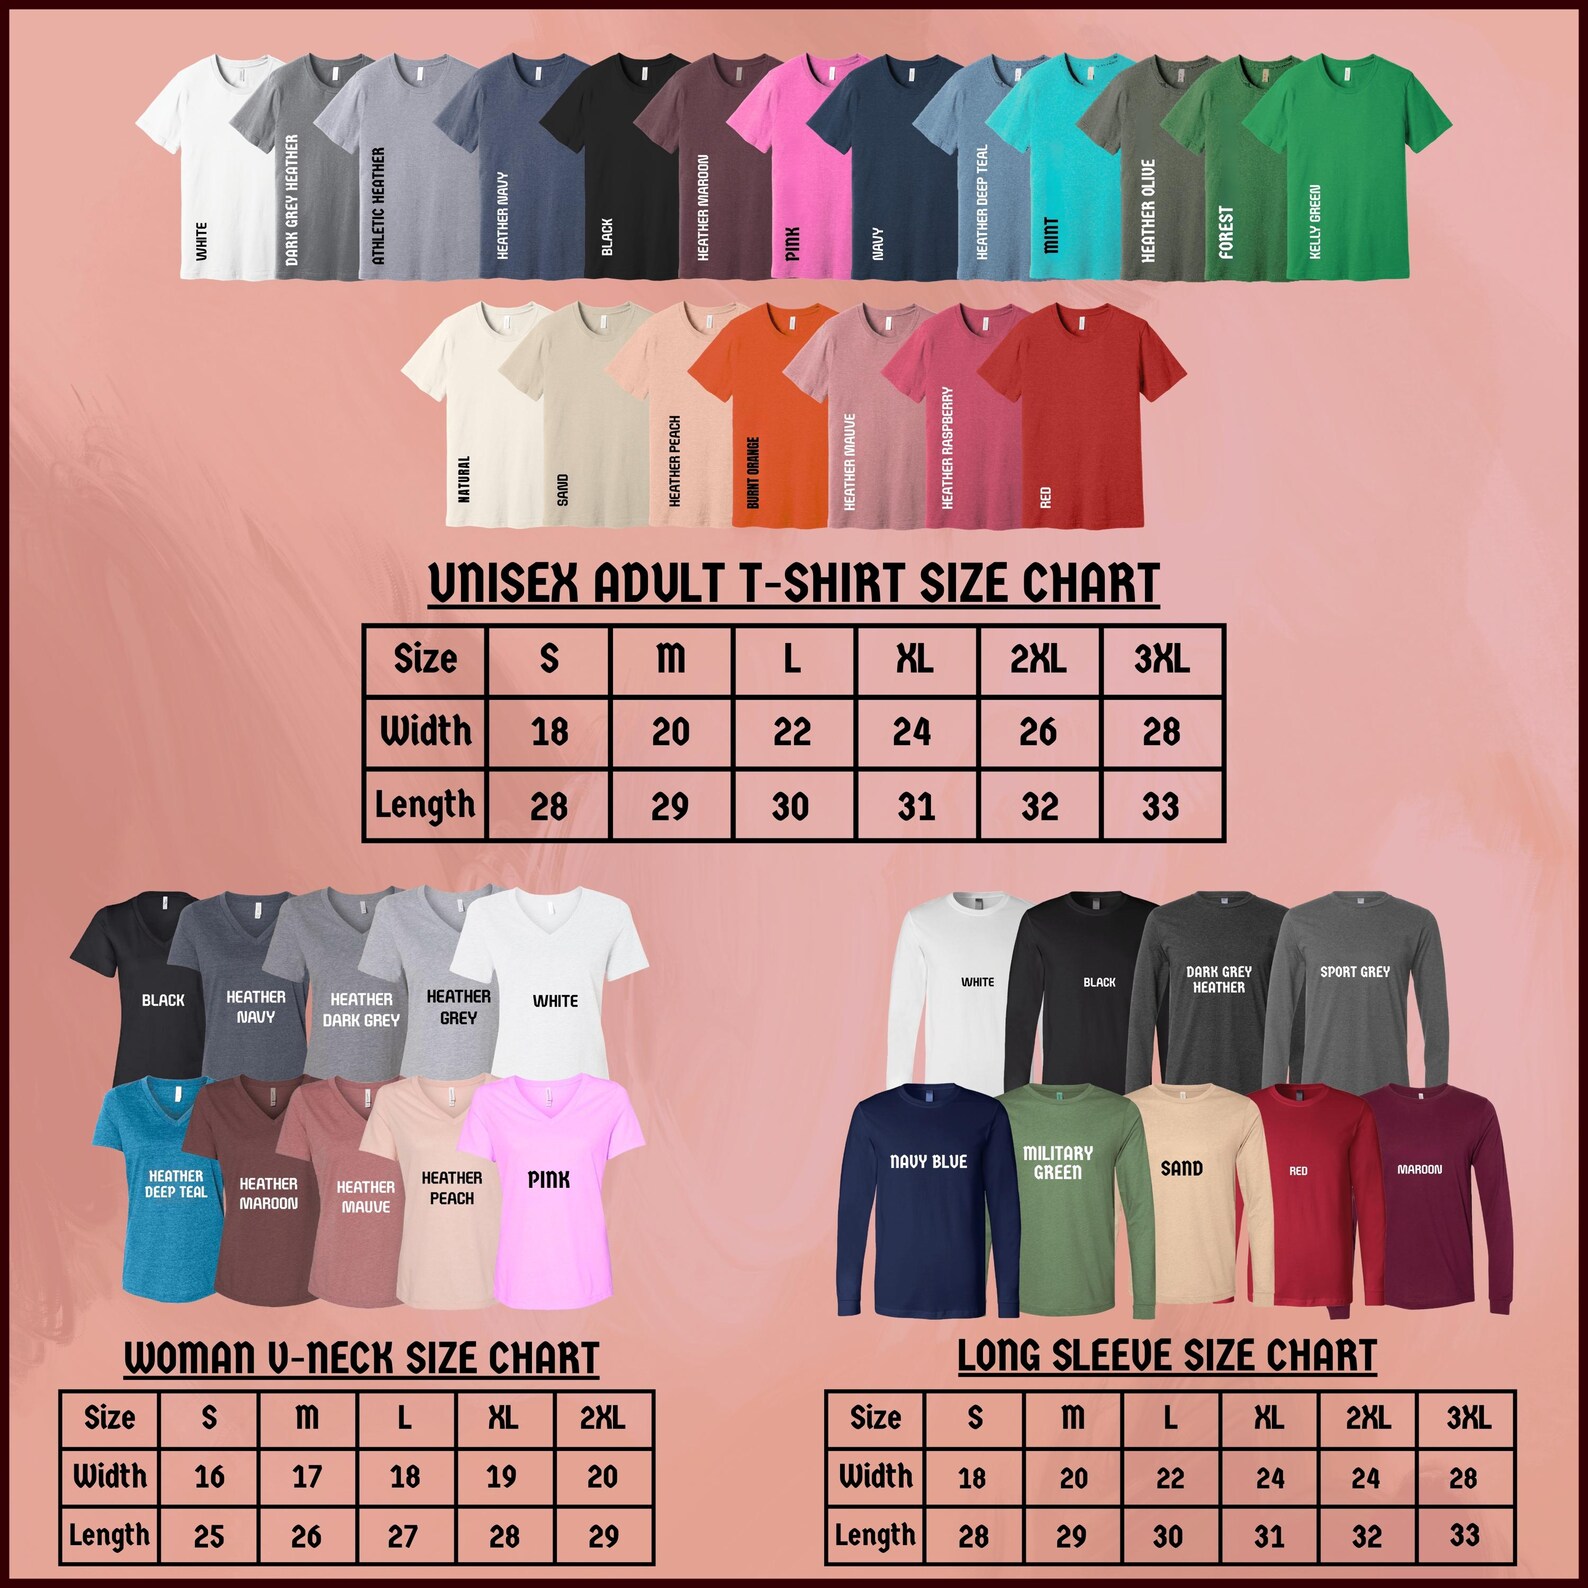 WHITE
DARK GREY HEATHER
ATHLETIC HEATHER
HEATHER NAVY
BLACK
HEATHER MAROON
PINK
NAVY
HEATHER DEEP TEAL
MINT
HEATHER OLIVE
FOREST
KELLY GREEN
NATURAL
SAND
HEATHER PEACH
BURNT ORANGE
HEATHER MAUVE
HEATHER RASPBERRY
RED
UNISEX ADULT T-SHIRT SIZE CHART
Size S M L XL 2XL 3XL
Width 18 20 22 24 26 28
Length 28 29 30 31 32 33
BLACK
HEATHER
NAVY
HEATHER
DARK GREY
HEATHER
GREY
WHITE
HEATHER
DEEP TEAL
HEATHER
MAROON
HEATHER
MAUVE
HEATHER
PEACH
PINK
WOMAN V-NECK SIZE CHART
Size S M L XL 2XL
Width 16 17 18 19 20
Length 25 26 27 28 29
WHITE
BLACK
DARK GREY
HEATHER
SPORT GREY
NAVY BLUE
MILITARY
GREEN
SAND
RED
MAROON
LONG SLEEVE SIZE CHART
Size S M L XL 2XL 3XL
Width 18 20 22 24 24 28
Length 28 29 30 31 32 33